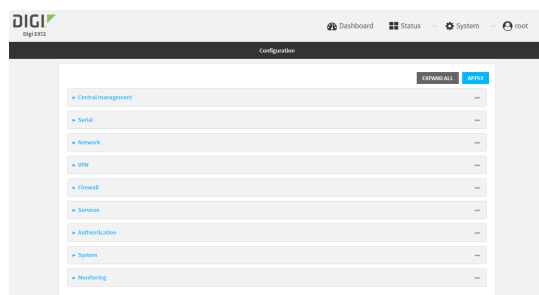 DIGI
Digi EX12
Dashboard
Status
System
root
Configuration
EXPAND ALL
APPLY
Central management
Serial
Network
VPN
Firewall
Services
Authentication
System
Monitoring